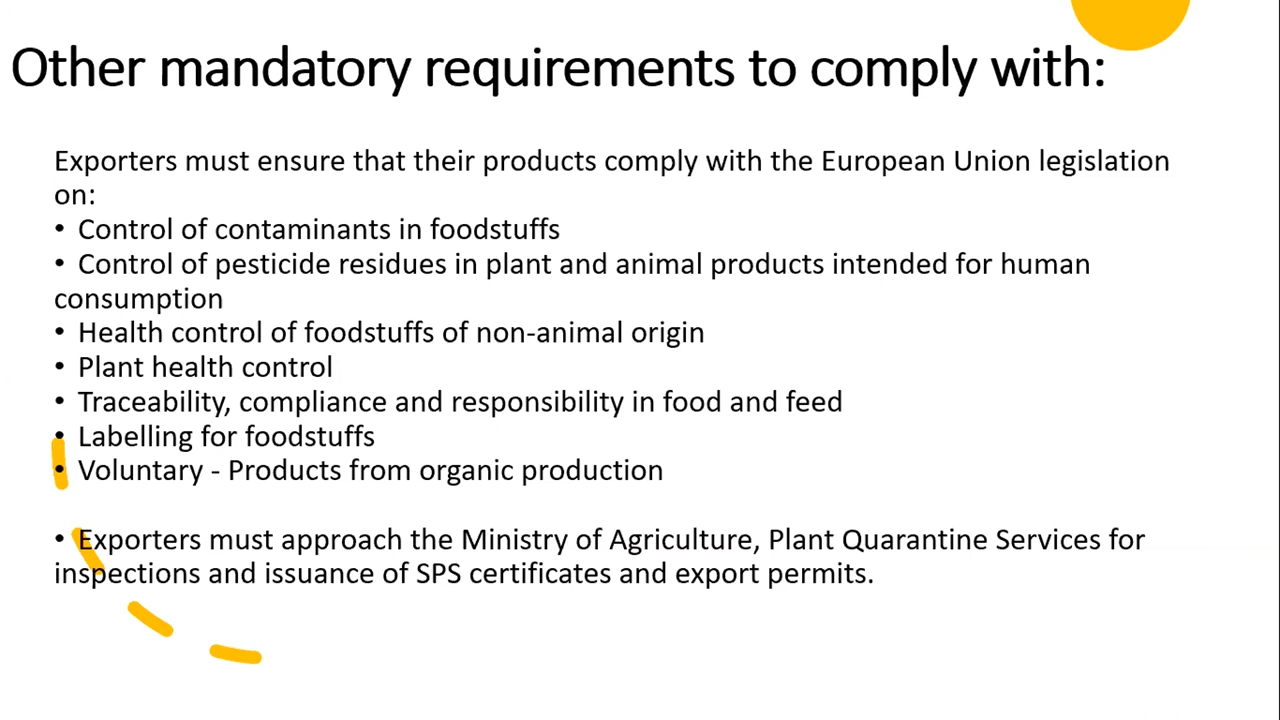 Other mandatory requirements to comply with:
Exporters must ensure that their products comply with the European Union legislation
on:
• Control of contaminants in foodstuffs
• Control of pesticide residues in plant and animal products intended for human
consumption
• Health control of foodstuffs of non-animal origin
• Plant health control
• Traceability, compliance and responsibility in food and feed
• Labelling for foodstuffs
• Voluntary - Products from organic production
• Exporters must approach the Ministry of Agriculture, Plant Quarantine Services for
inspections and issuance of SPS certificates and export permits.